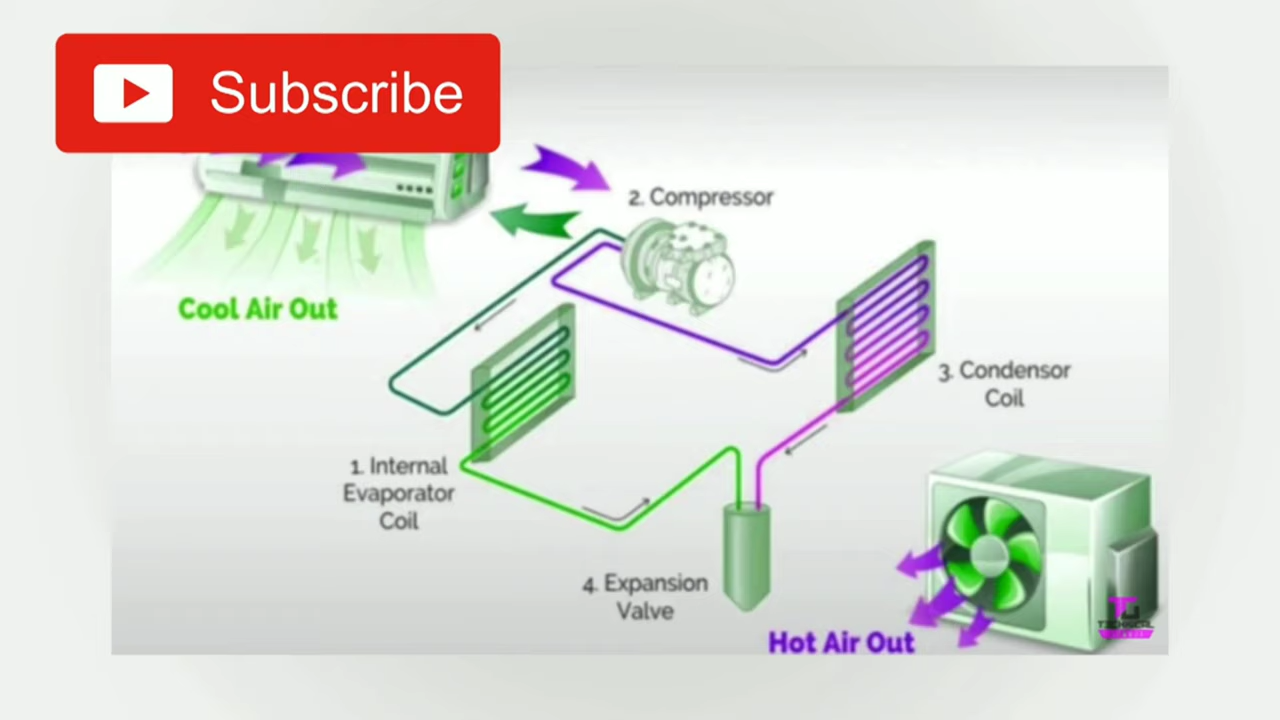 Subscribe
2. Compressor
Cool Air Out
3. Condensor
Coil
1. Internal
Evaporator
Coil
4. Expansion
Valve
Hot Air Out